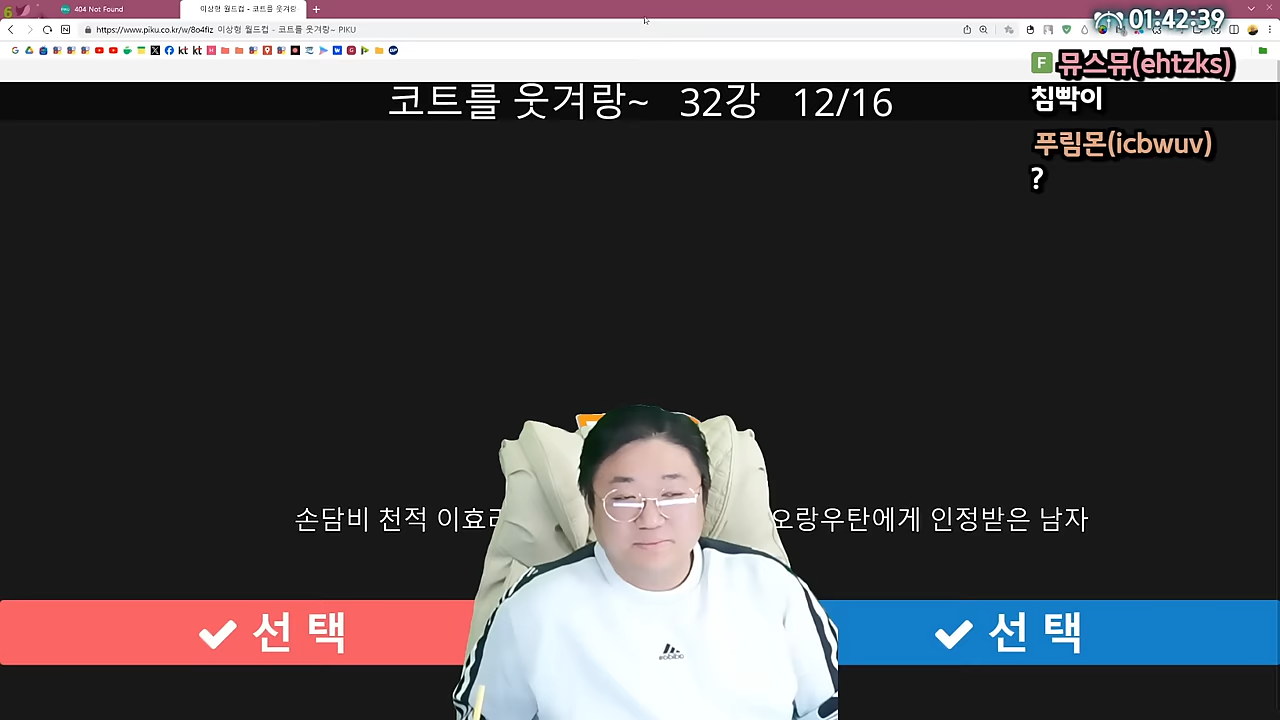 404 Not Found
이상형 월드컵 - 코트를 웃겨랑
01:42:39
https://www.piku.co.kr/w/8o4fiz 이상형 월드컵 - 코트를 웃겨랑~ PIKU
F 뮤스뮤(ehtzks)
침빡이
푸림몬(icbwuv)
?
코트를 웃겨랑~ 32강 12/16
손담비 천적 이효리
오랑우탄에게 인정받은 남자
선 택
선 택